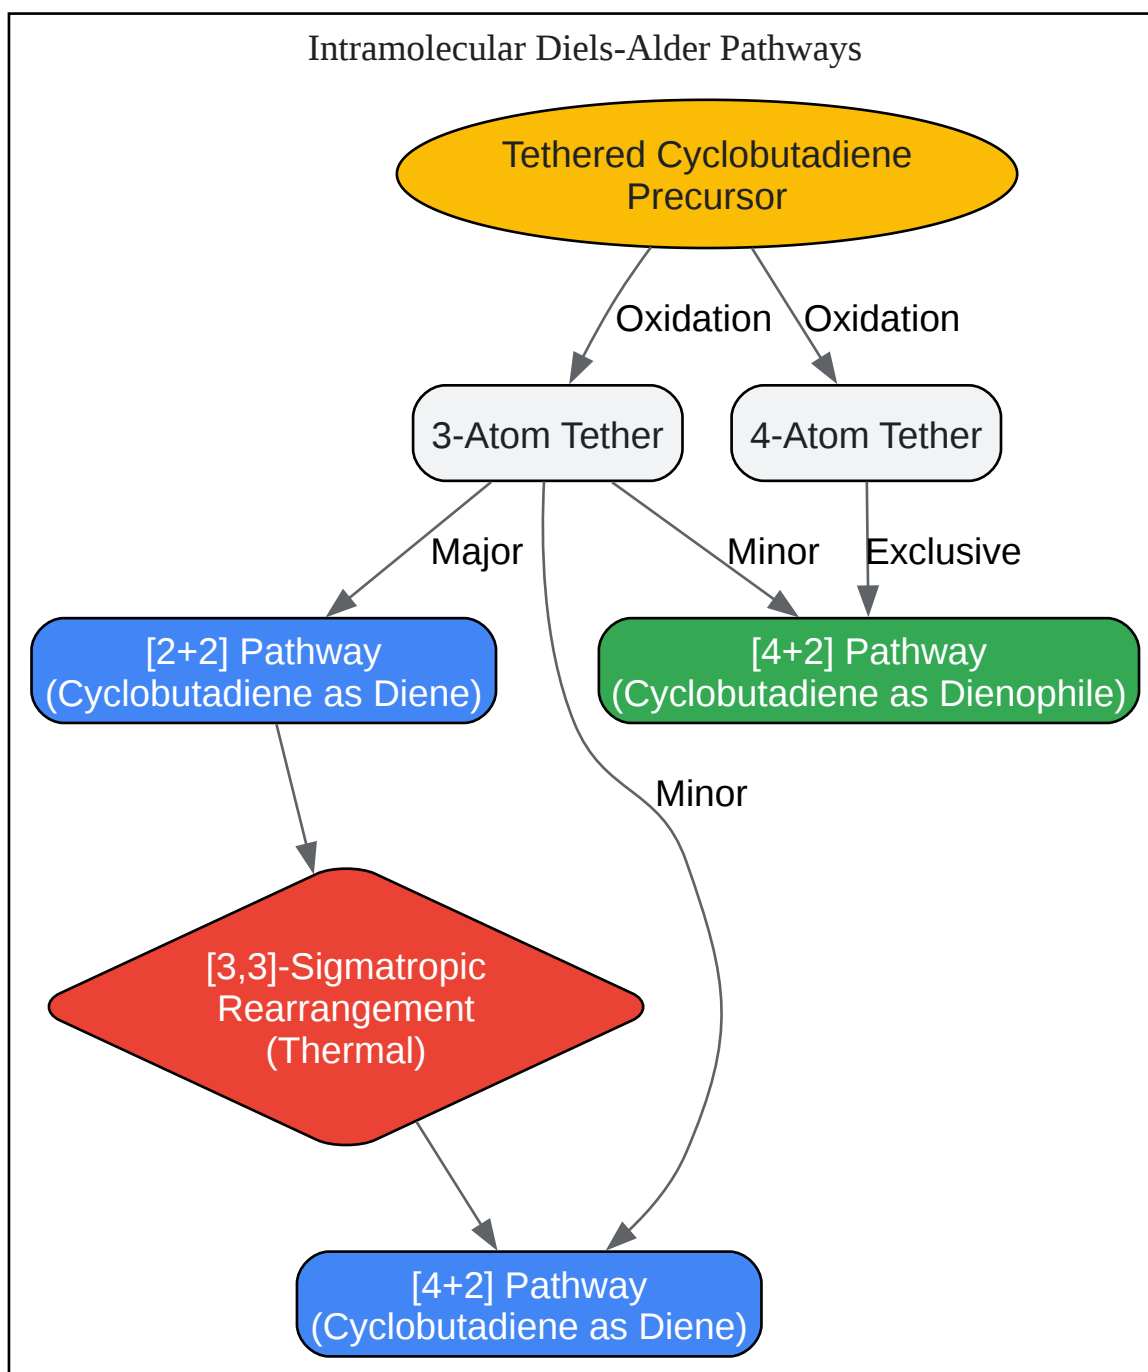 Intramolecular Diels-Alder Pathways
Tethered Cyclobutadiene
Precursor
Oxidation
Oxidation
3-Atom Tether
4-Atom Tether
Major
Minor
Exclusive
[2+2] Pathway
(Cyclobutadiene as Diene)
[4+2] Pathway
(Cyclobutadiene as Dienophile)
Minor
[3,3]-Sigmatropic
Rearrangement
(Thermal)
[4+2] Pathway
(Cyclobutadiene as Diene)